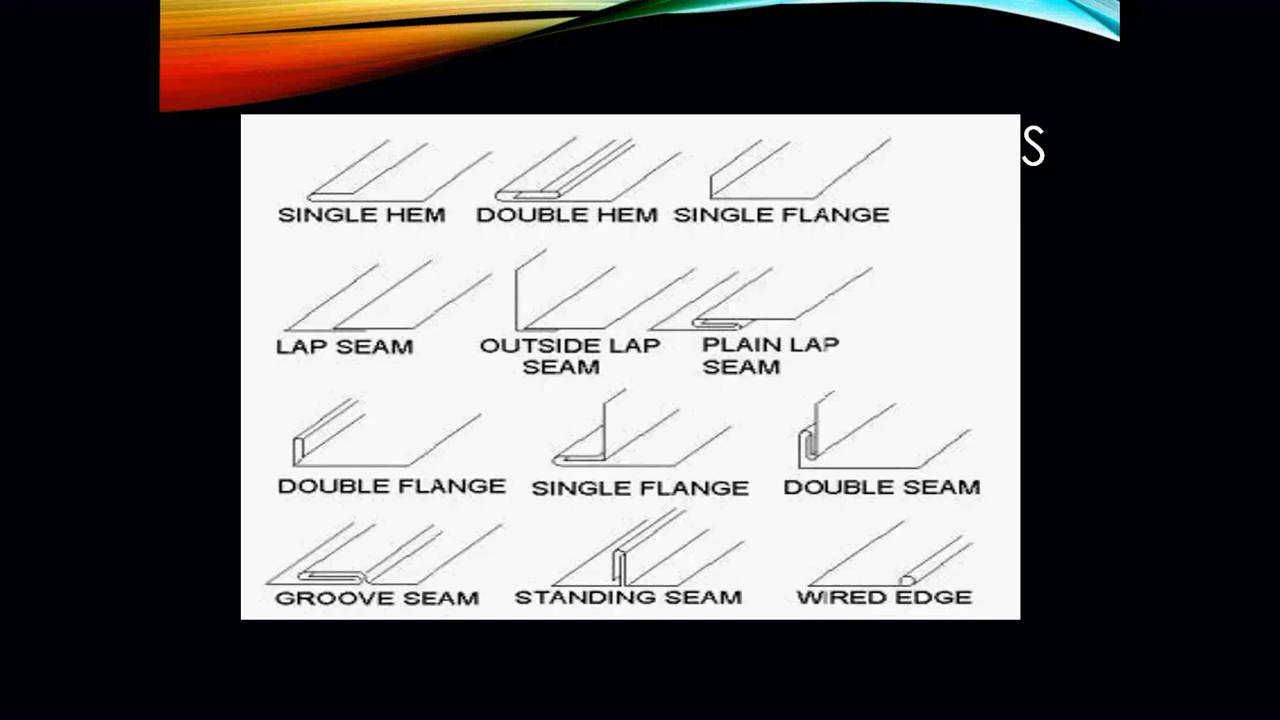 S
SINGLE HEM DOUBLE HEM SINGLE FLANGE
LAP SEAM OUTSIDE LAP SEAM PLAIN LAP SEAM
DOUBLE FLANGE SINGLE FLANGE DOUBLE SEAM
GROOVE SEAM STANDING SEAM WIRED EDGE